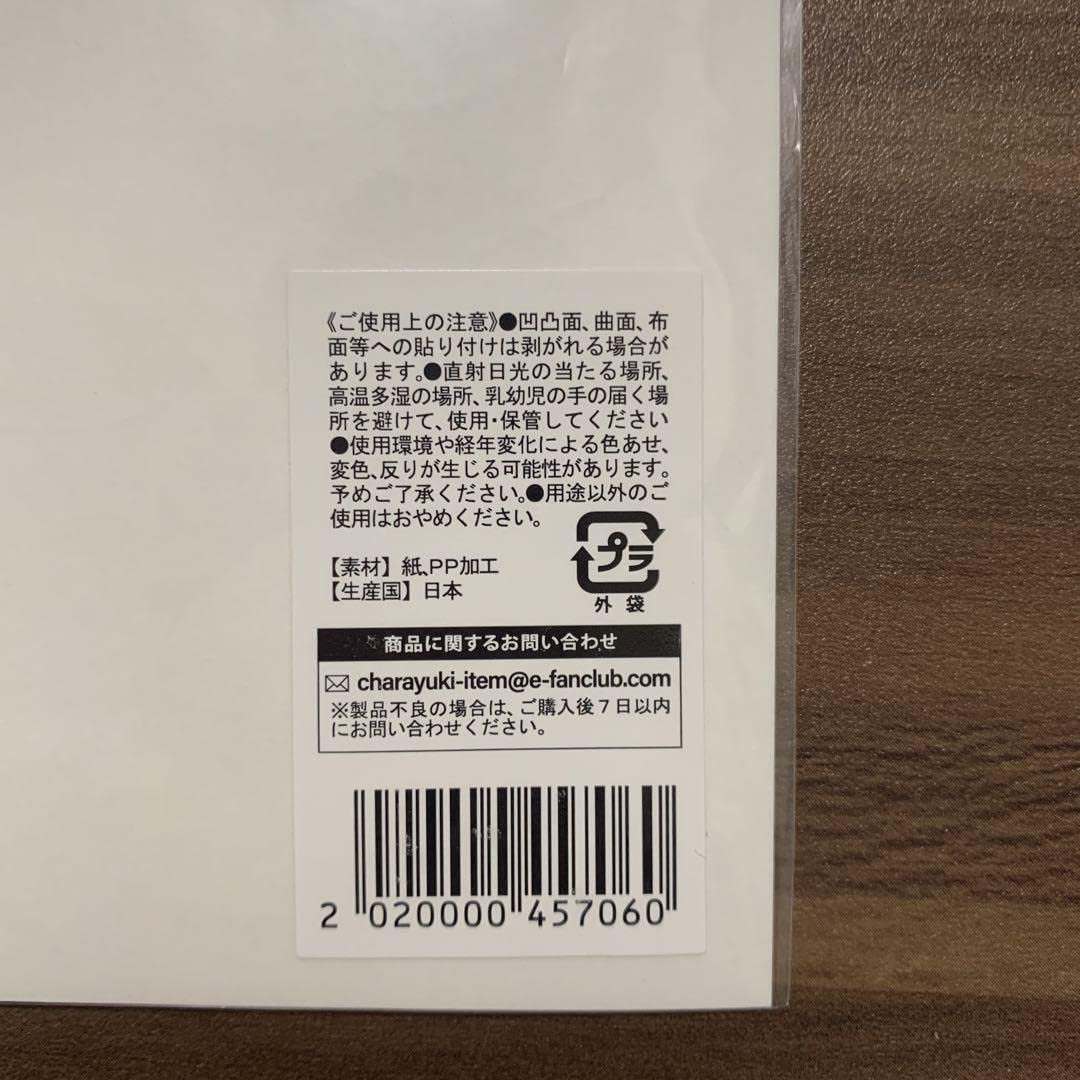 《ご使用上の注意》●凹凸面、曲面、布
面等への貼り付けは剥がれる場合が
あります。●直射日光の当たる場所、
高温多湿の場所、乳幼児の手の届く場
所を避けて、使用・保管してください
●使用環境や経年変化による色あせ、
変色、反りが生じる可能性があります。
予めご了承ください。●用途以外のご
使用はおやめください。
プラ
外袋
【素材】紙、PP加工
【生産国】日本
商品に関するお問い合わせ
charayuki-item@e-fanclub.com
※製品不良の場合は、ご購入後7日以内
にお問い合わせください。
2 020000 457060